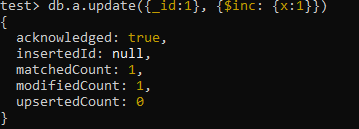 test> db.a.update({_id:1}, {$inc: {x:1}})
{
  acknowledged: true,
  insertedId: null,
  matchedCount: 1,
  modifiedCount: 1,
  upsertedCount: 0
}